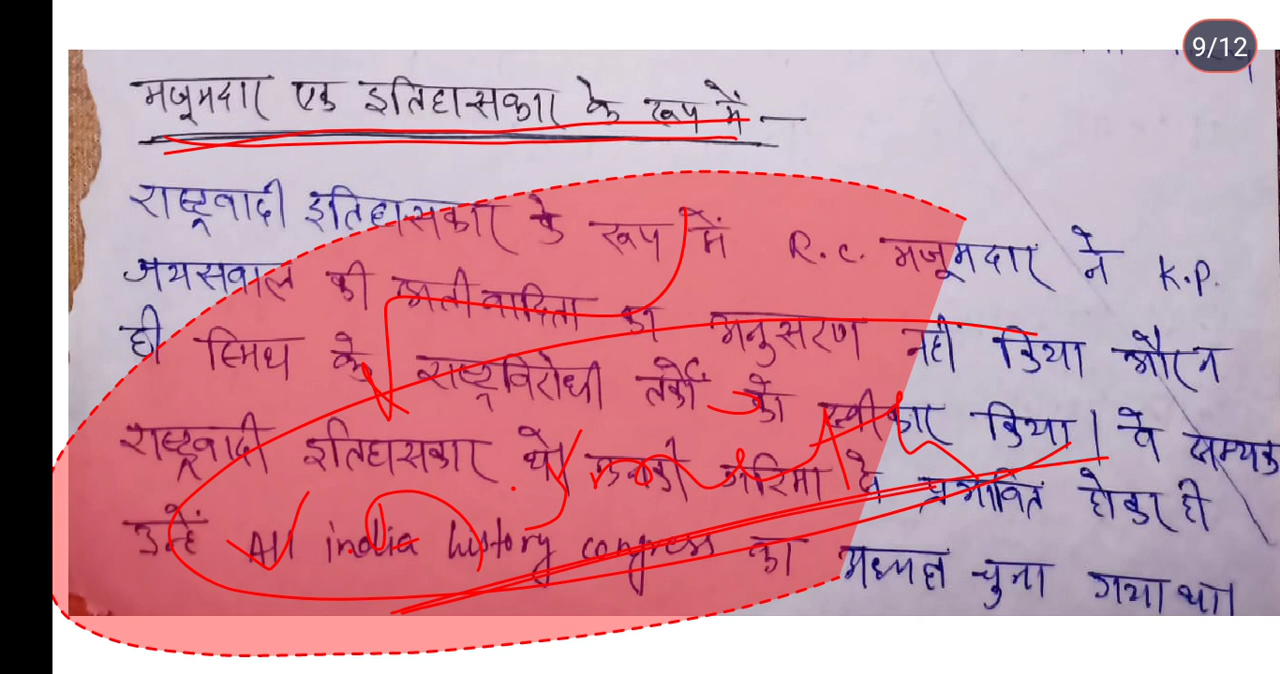 9/12
मजूमदार एक इतिहासकार के रूप में —
राष्ट्रवादी इतिहासकार के रूप में R.C. मजूमदार ने K.P.
जयसवाल की अतीवादिता का अनुसरण नहीं किया और न
ही स्मिथ के राष्ट्रविरोधी तर्कों को स्वीकार किया। वे सम्यक
राष्ट्रवादी इतिहासकार थे। इनकी गरिमा से प्रभावित होकर ही
उन्हें All india history congress का अध्यक्ष चुना गया था।